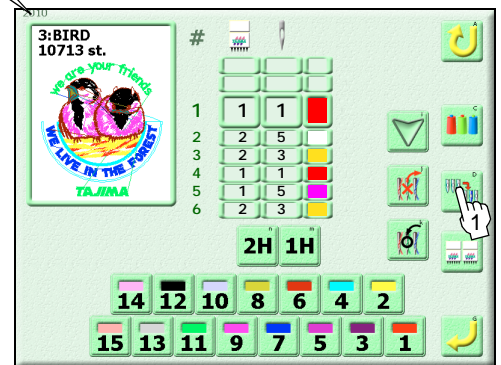 2010
3:BIRD
10713 st.
we are your friends
WE LIVE IN THE FOREST
TAJIMA
#
1 1 1
2 2 5
3 2 3
4 1 1
5 1 5
6 2 3
2H 1H
14 12 10 8 6 4 2
15 13 11 9 7 5 3 1
A
D
G
n
m
1